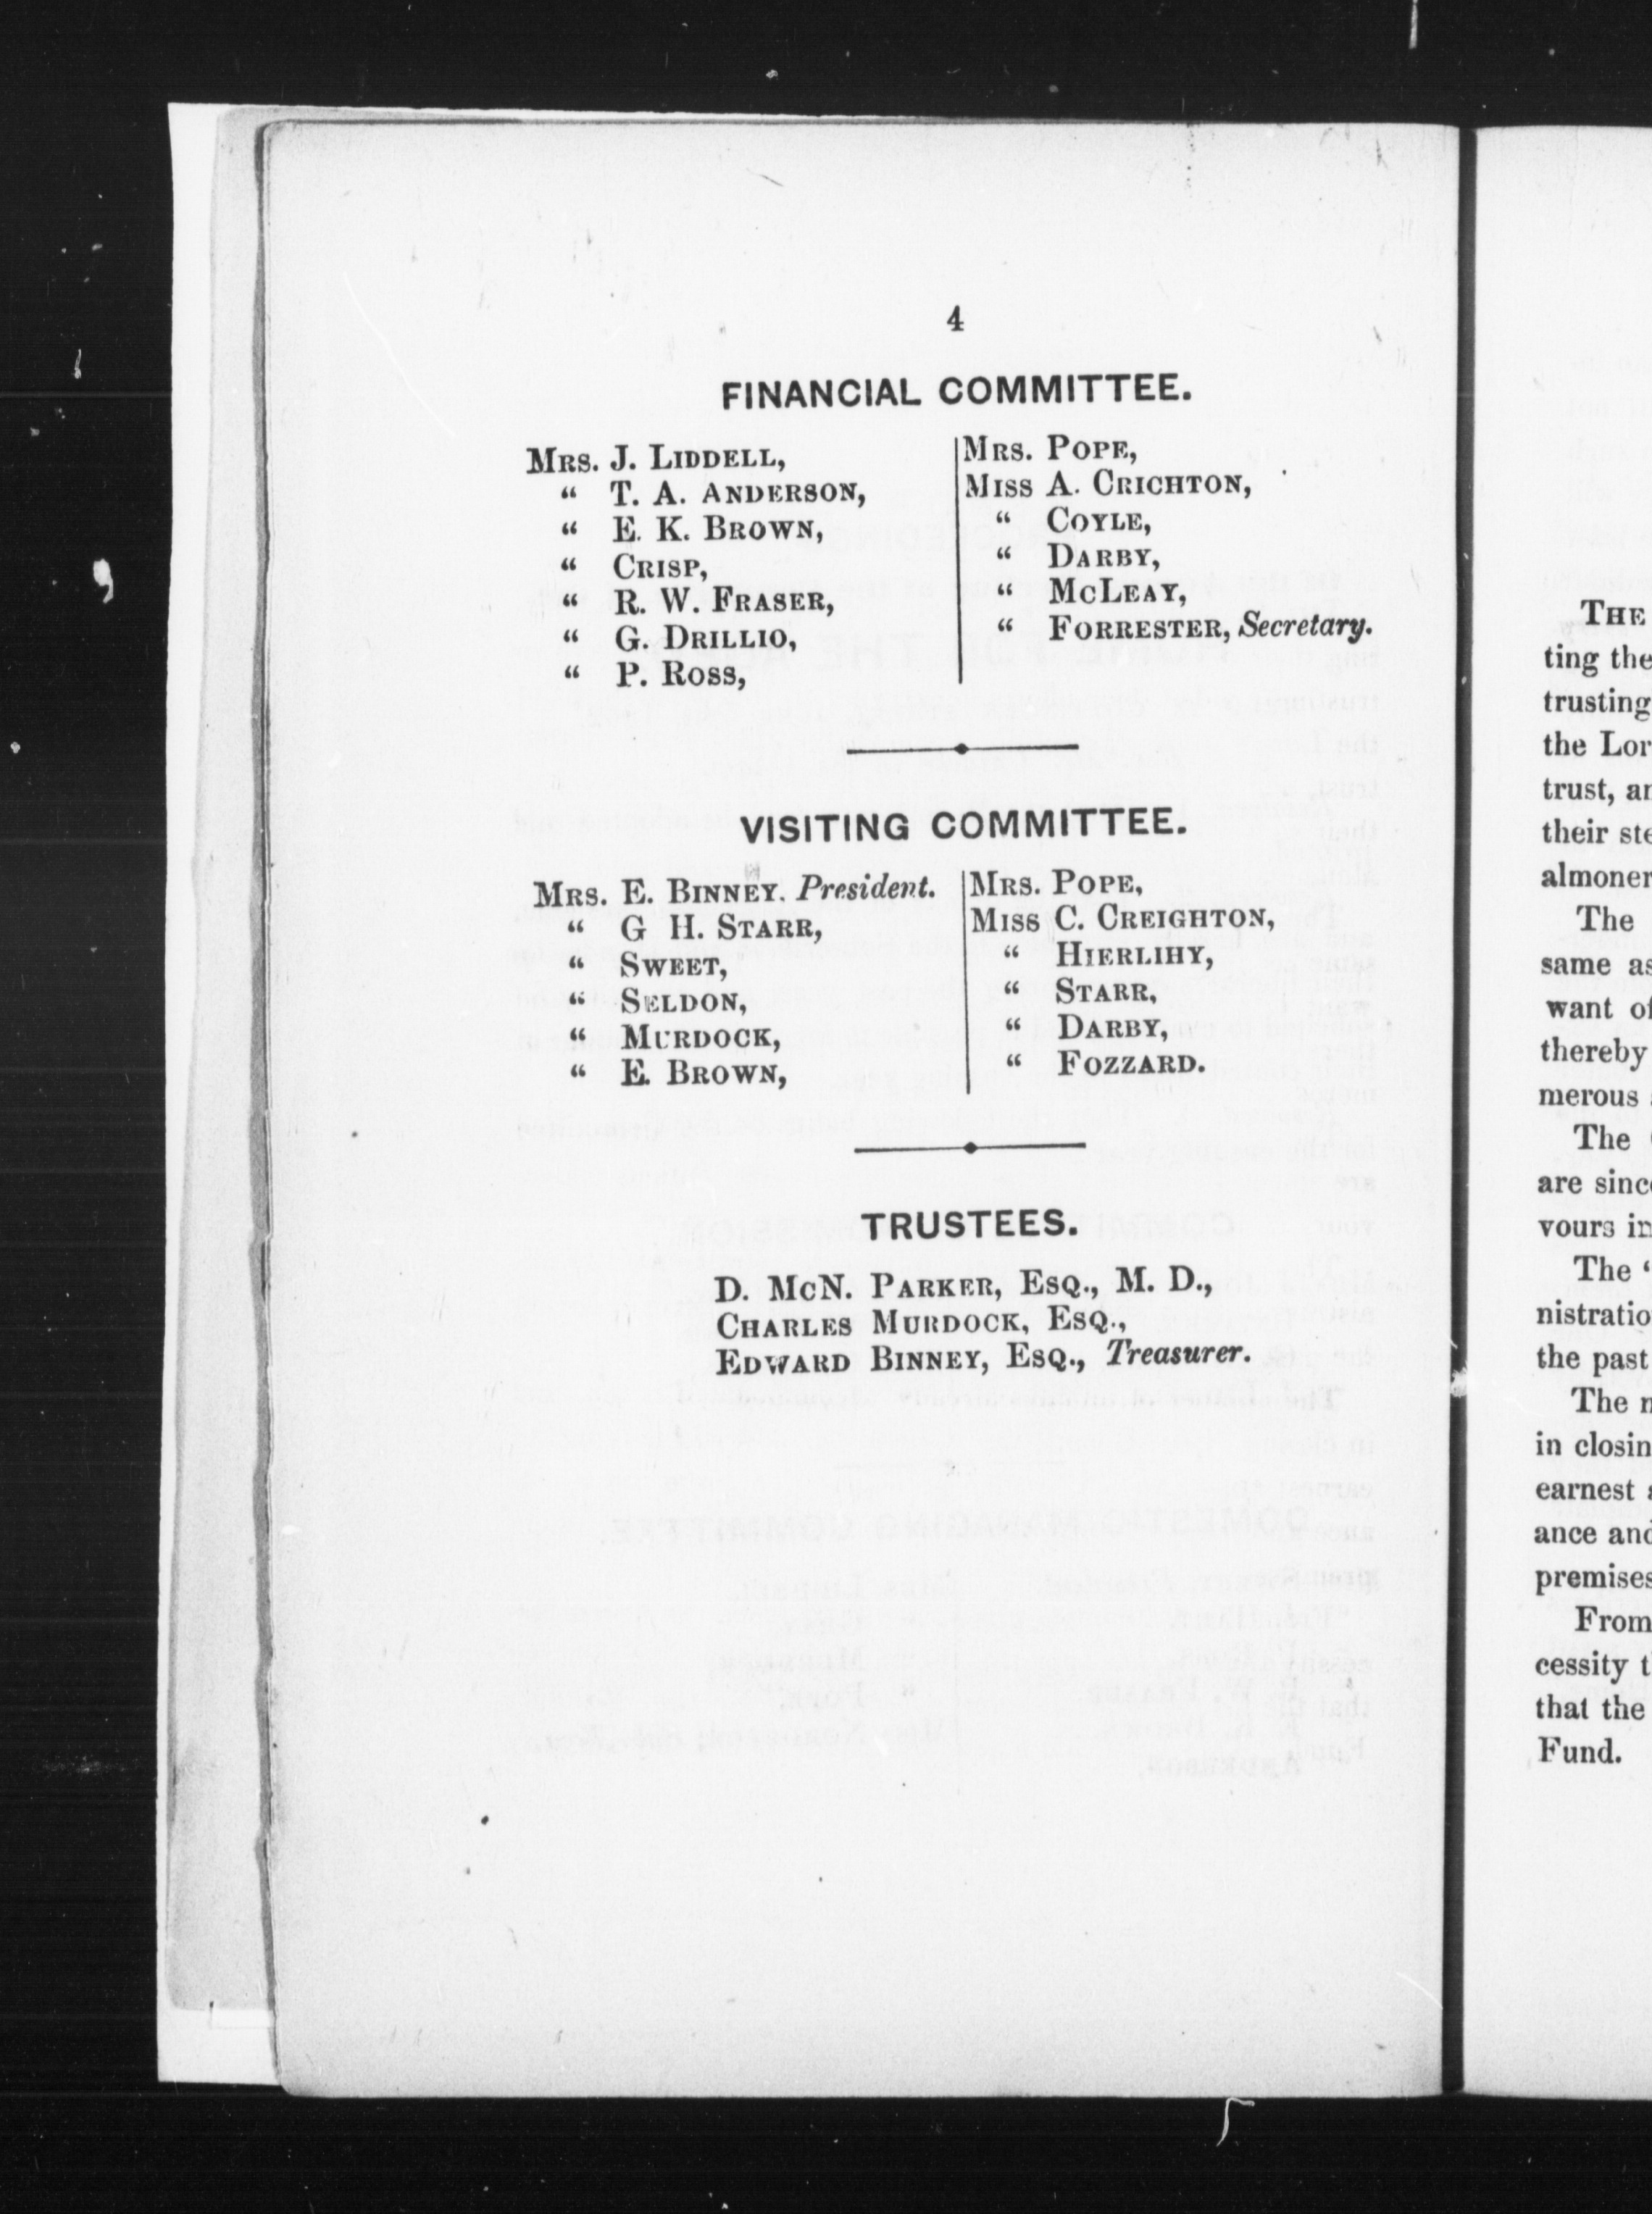 4
FINANCIAL COMMITTEE.
MRS. J. LIDDELL,
“ T. A. ANDERSON,
“ E. K. BROWN,
“ CRISP,
“ R. W. FRASER,
“ G. DRILLIO,
“ P. ROSS,
MRS. POPE,
MISS A. CRICHTON,
“ COYLE,
“ DARBY,
“ MCLEAY,
“ FORRESTER, Secretary.
VISITING COMMITTEE.
MRS. E. BINNEY. President.
“ G H. STARR,
“ SWEET,
“ SELDON,
“ MURDOCK,
“ E. BROWN,
MRS. POPE,
MISS C. CREIGHTON,
“ HIERLIHY,
“ STARR,
“ DARBY,
“ FOZZARD.
TRUSTEES.
D. MCN. PARKER, ESQ., M. D.,
CHARLES MURDOCK, ESQ.,
EDWARD BINNEY, ESQ., Treasurer.
THE
ting the
trusting
the Lor
trust, an
their ste
almoner
The
same as
want of
thereby
merous
The
are since
vours in
The “
nistratio
the past
The n
in closin
earnest
ance and
premises
From
cessity t
that the
Fund.